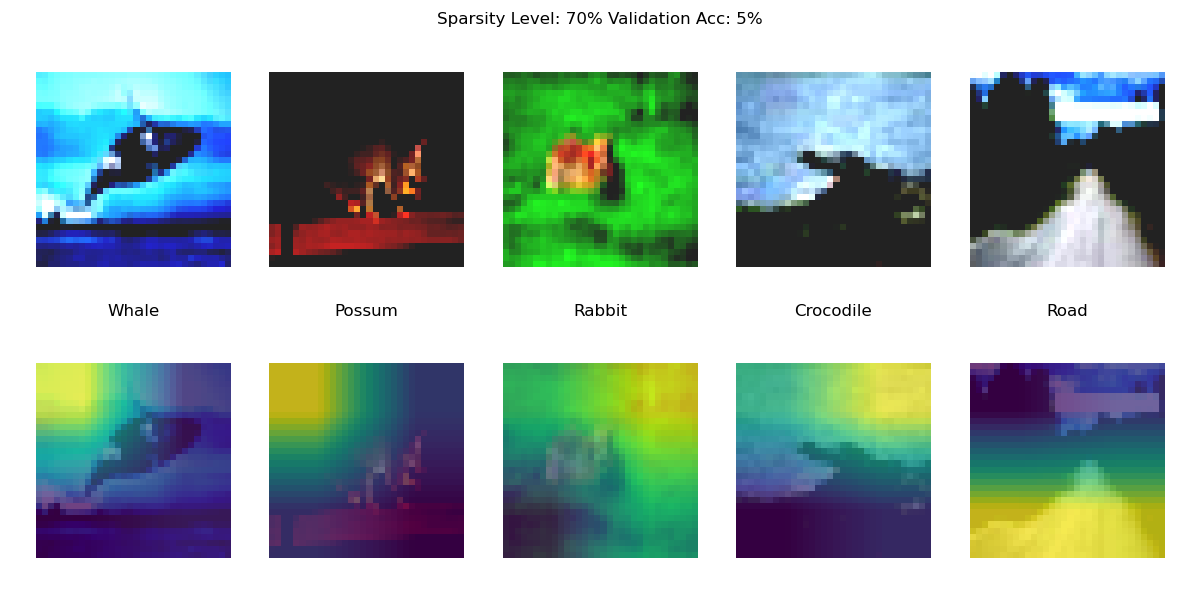 Sparsity Level: 70% Validation Acc: 5%
Whale
Possum
Rabbit
Crocodile
Road